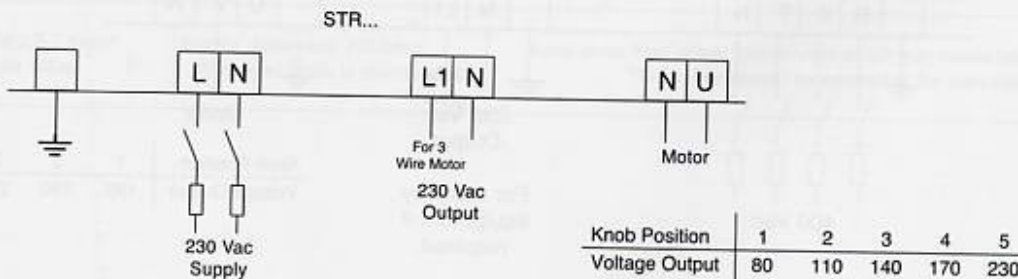 STR...
L N
L1 N
N U
For 3
Wire Motor
230 Vac
Output
Motor
230 Vac
Supply
Knob Position 1 2 3 4 5
Voltage Output 80 110 140 170 230